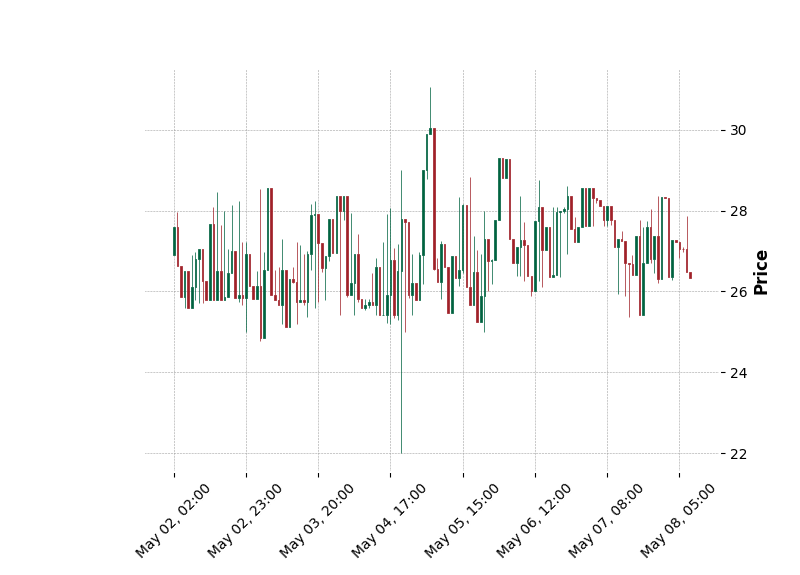 30
28
26
24
22
Price
May 02, 02:00
May 02, 23:00
May 03, 20:00
May 04, 17:00
May 05, 15:00
May 06, 12:00
May 07, 08:00
May 08, 05:00